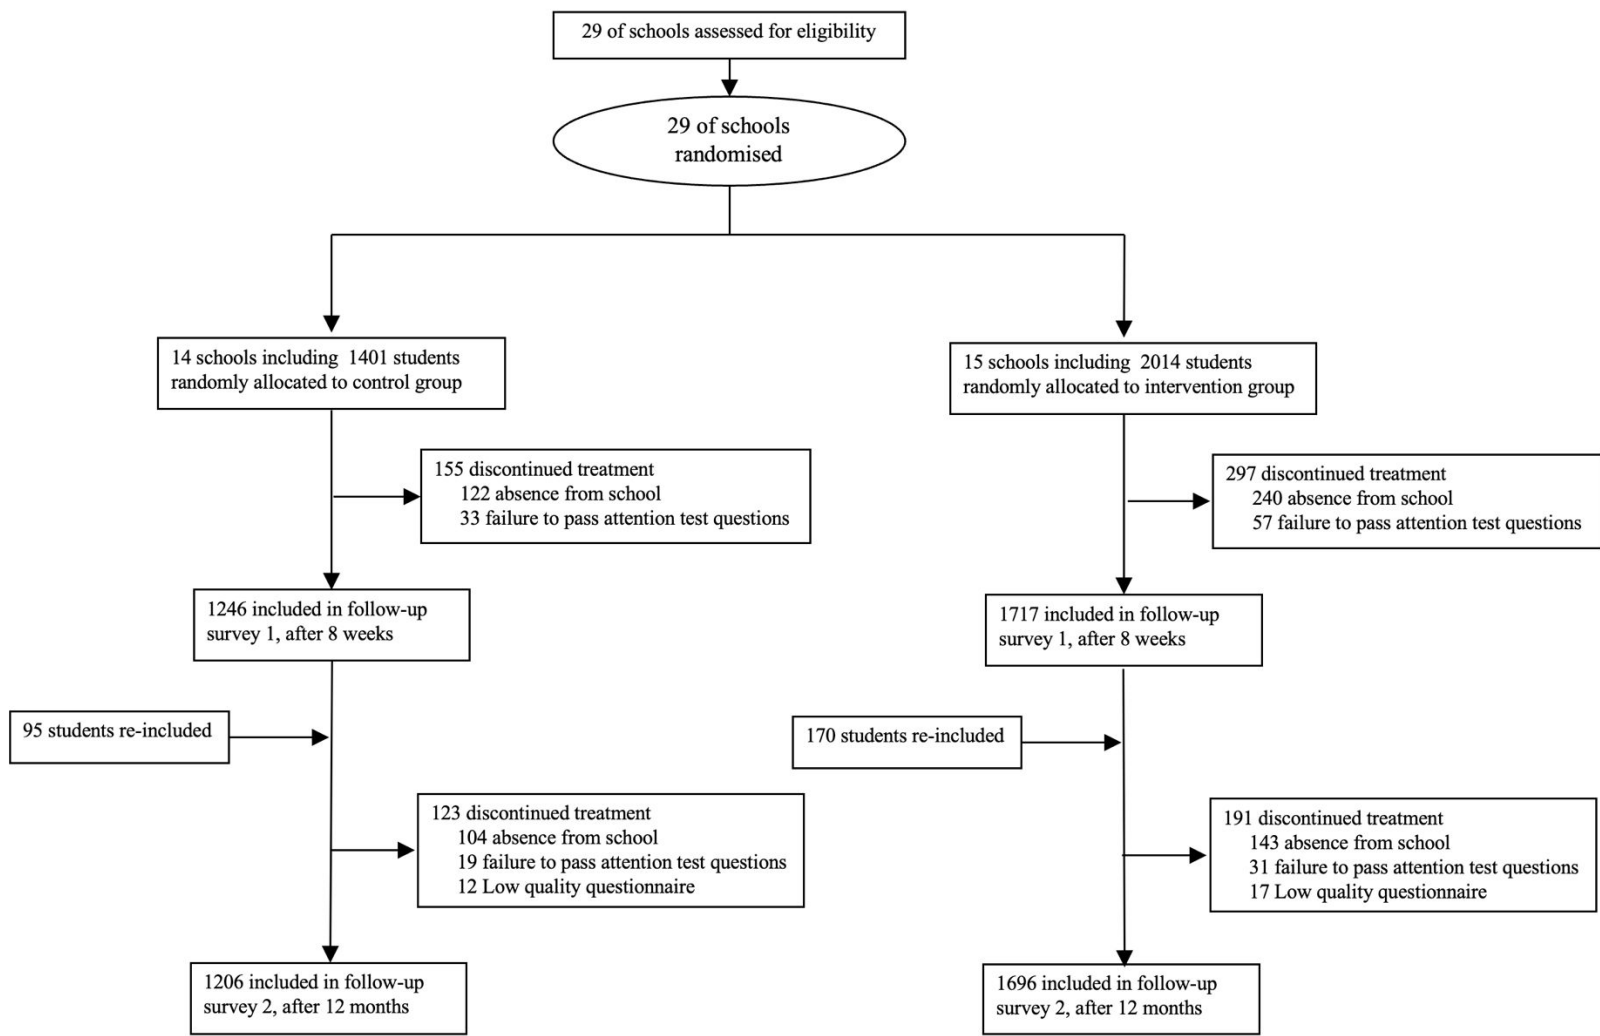 29 of schools assessed for eligibility
29 of schools
randomised
14 schools including 1401 students
randomly allocated to control group
15 schools including 2014 students
randomly allocated to intervention group
155 discontinued treatment
122 absence from school
33 failure to pass attention test questions
297 discontinued treatment
240 absence from school
57 failure to pass attention test questions
1246 included in follow-up
survey 1, after 8 weeks
1717 included in follow-up
survey 1, after 8 weeks
95 students re-included
170 students re-included
123 discontinued treatment
104 absence from school
19 failure to pass attention test questions
12 Low quality questionnaire
191 discontinued treatment
143 absence from school
31 failure to pass attention test questions
17 Low quality questionnaire
1206 included in follow-up
survey 2, after 12 months
1696 included in follow-up
survey 2, after 12 months